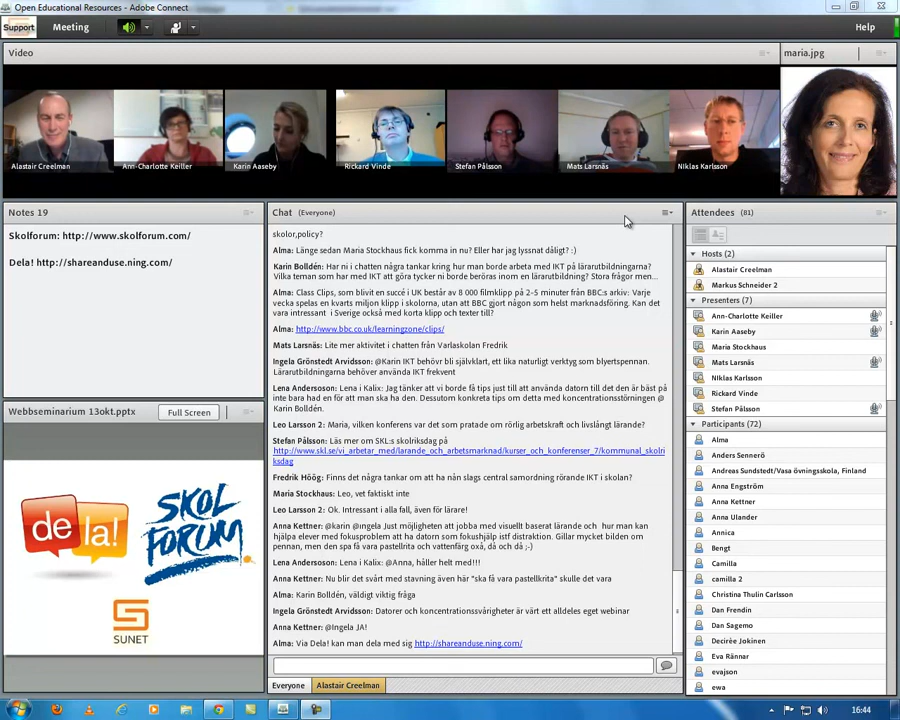 Open Educational Resources - Adobe Connect
Support Meeting Help
Video
maria.jpg
Alastair Creelman
Ann-Charlotte Keiller
Karin Aaseby
Rickard Vinde
Stefan Pålsson
Mats Larsnäs
Niklas Karlsson
Notes 19
Skolforum: http://www.skolforum.com/
Dela! http://shareanduse.ning.com/
Webbseminarium 13okt.pptx
Full Screen
de la!
SKOL
FORUM
SUNET
Chat (Everyone)
skolor,policy?
Alma: Länge sedan Maria Stockhaus fick komma in nu? Eller har jag lyssnat dåligt? :)
Karin Bolldén: Har ni i chatten några tankar kring hur man borde arbeta med IKT på lärarutbildningarna?
Vilka teman som har med IKT att göra tycker ni borde beröras inom en lärarutbildning? Stora frågor men...
Alma: Class Clips, som blivit en succé i UK består av 8 000 filmklipp på 2–5 minuter från BBC:s arkiv: Varje
vecka spelas en kvarts miljon klipp i skolorna, utan att BBC gjort någon som helst marknadsföring. Kan det
vara intressant i Sverige också med korta klipp och texter till?
Alma: http://www.bbc.co.uk/learningzone/clips/
Mats Larsnäs: Lite mer aktivitet i chatten från Varlaskolan Fredrik
Ingela Grönstedt Arvidsson: @Karin IKT behöver bli självklart, ett lika naturligt verktyg som blyertspennan.
Lärarutbildningarna behöver använda IKT frekvent
Lena Andersoson: Lena i Kalix: Jag tänker att vi borde få tips just till att använda datorn till det den är bäst på
inte bara had en för att man ska ha den. Dessutom konkreta tips om detta med koncentrationsstörningen @
Karin Bolldén.
Leo Larsson 2: Maria, vilken konferens var det som pratade om rörlig arbetskraft och livslångt lärande?
Stefan Pålsson: Läs mer om SKL:s skolriksdag på
http://www.skl.se/vi_arbetar_med/larande_och_arbetsmarknad/kurser_och_konferenser_7/kommunal_skolri
ksdag
Fredrik Höög: Finns det några tankar om att ha nån slags central samordning rörande IKT i skolan?
Maria Stockhaus: Leo, vet faktiskt inte
Leo Larsson 2: Ok. Intressant i alla fall, även för lärare!
Anna Kettner: @karin @ingela Just möjligheten att jobba med visuellt baserat lärande och hur man kan
hjälpa elever med fokusproblem att ha datorn som fokushjälp istf distraktion. Gillar mycket bilden om
pennan, men den spa få vara pastellrita och vattenfärg oxå, då och då ;-)
Lena Andersoson: Lena i Kalix: @Anna, håller helt med!!!
Anna Kettner: Nu blir det svårt med stavning även här "ska få vara pastellkrita" skulle det vara
Alma: Karin Bolldén, väldigt viktig fråga
Ingela Grönstedt Arvidsson: Datorer och koncentrationssvårigheter är värt ett alldeles eget webinar
Anna Kettner: @Ingela JA!
Alma: Via Dela! kan man dela med sig http://shareanduse.ning.com/
Everyone
Alastair Creelman
Attendees (81)
Hosts (2)
Alastair Creelman
Markus Schneider 2
Presenters (7)
Ann-Charlotte Keiller
Karin Aaseby
Maria Stockhaus
Mats Larsnäs
Niklas Karlsson
Rickard Vinde
Stefan Pålsson
Participants (72)
Alma
Anders Sennerö
Andreas Sundstedt/Vasa övningsskola, Finland
Anna Engström
Anna Kettner
Anna Ulander
Annica
Bengt
Camilla
camilla 2
Christina Thulin Carlsson
Dan Frendin
Dan Sagemo
Decirèe Jokinen
Eva Rännar
evajson
ewa
16:44